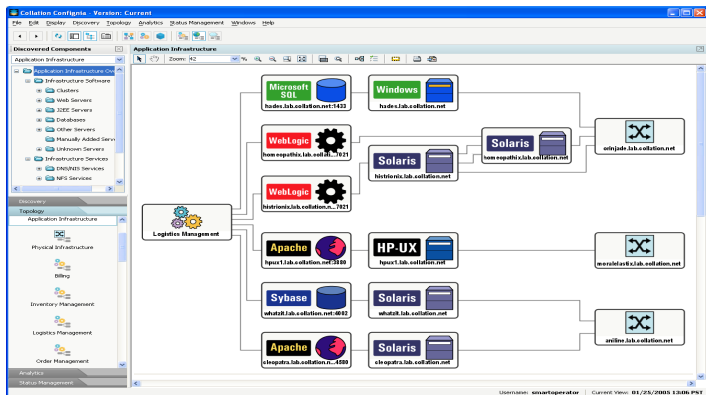 Collation Confignia - Version: Current
File Edit Display Discovery Topology Analytics Status Management Windows Help
Discovered Components
Application Infrastructure
Application Infrastructure Ov
Infrastructure Software
Clusters
Web Servers
J2EE Servers
Databases
Other Servers
Manually Added Serv
Unknown Servers
Infrastructure Services
DNS/NIS Services
NFS Services
Discovery
Topology
Application Infrastructure
Physical Infrastructure
Billing
Inventory Management
Logistics Management
Order Management
Analytics
Status Management
Application Infrastructure
Zoom: 42 %
Logistics Management
Microsoft SQL
hades.lab.collation.net:1433
Windows
hades.lab.collation.net
WebLogic
homeopathix.lab.collati...7021
Solaris
homeopathix.lab.collation.net
Solaris
histrionix.lab.collation.net
WebLogic
histrionix.lab.collation.n...7021
orinjade.lab.collation.net
Apache
hpux1.lab.collation.net:3880
HP-UX
hpux1.lab.collation.net
moralelastix.lab.collation.net
Sybase
whatzit.lab.collation.net:4002
Solaris
whatzit.lab.collation.net
aniline.lab.collation.net
Apache
cleopatra.lab.collation.n...4580
Solaris
cleopatra.lab.collation.net
Username: smartoperator Current View: 01/25/2005 13:06 PST